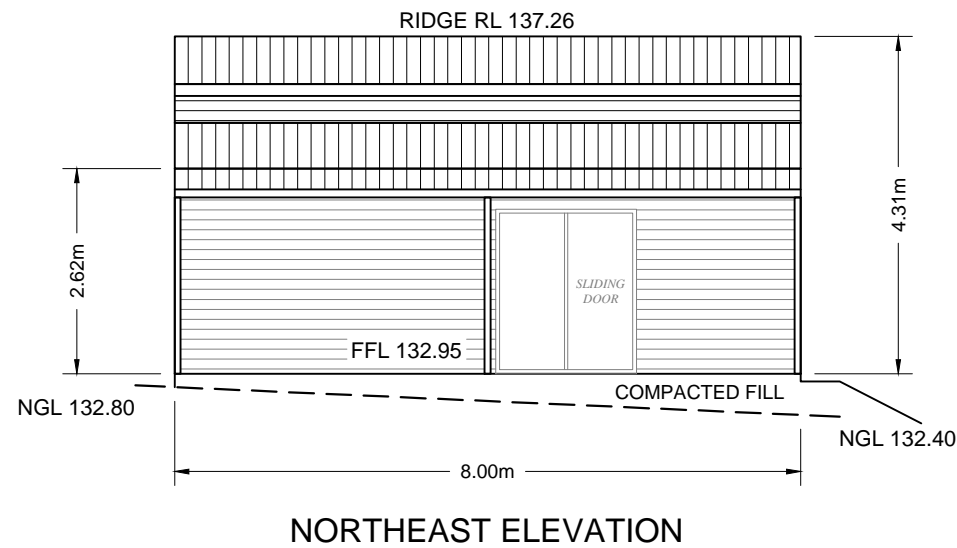 RIDGE RL 137.26
4.31m
2.62m
SLIDING
DOOR
FFL 132.95
COMPACTED FILL
NGL 132.80
NGL 132.40
8.00m
NORTHEAST ELEVATION